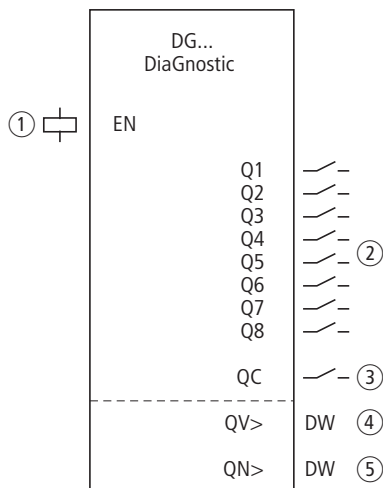 DG...
DiaGnostic
1 EN
Q1
Q2
Q3
Q4
Q5 2
Q6
Q7
Q8
QC 3
QV> DW 4
QN> DW 5